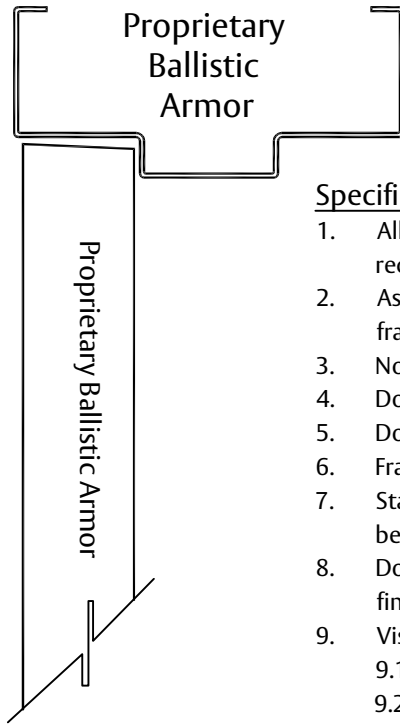 Proprietary
Ballistic
Armor
Proprietary Ballistic Armor
Specifi
1. All
rec
2. As
fra
3. No
4. Do
5. Do
6. Fra
7. Sta
be
8. Do
fin
9. Vis
9.1
9.2